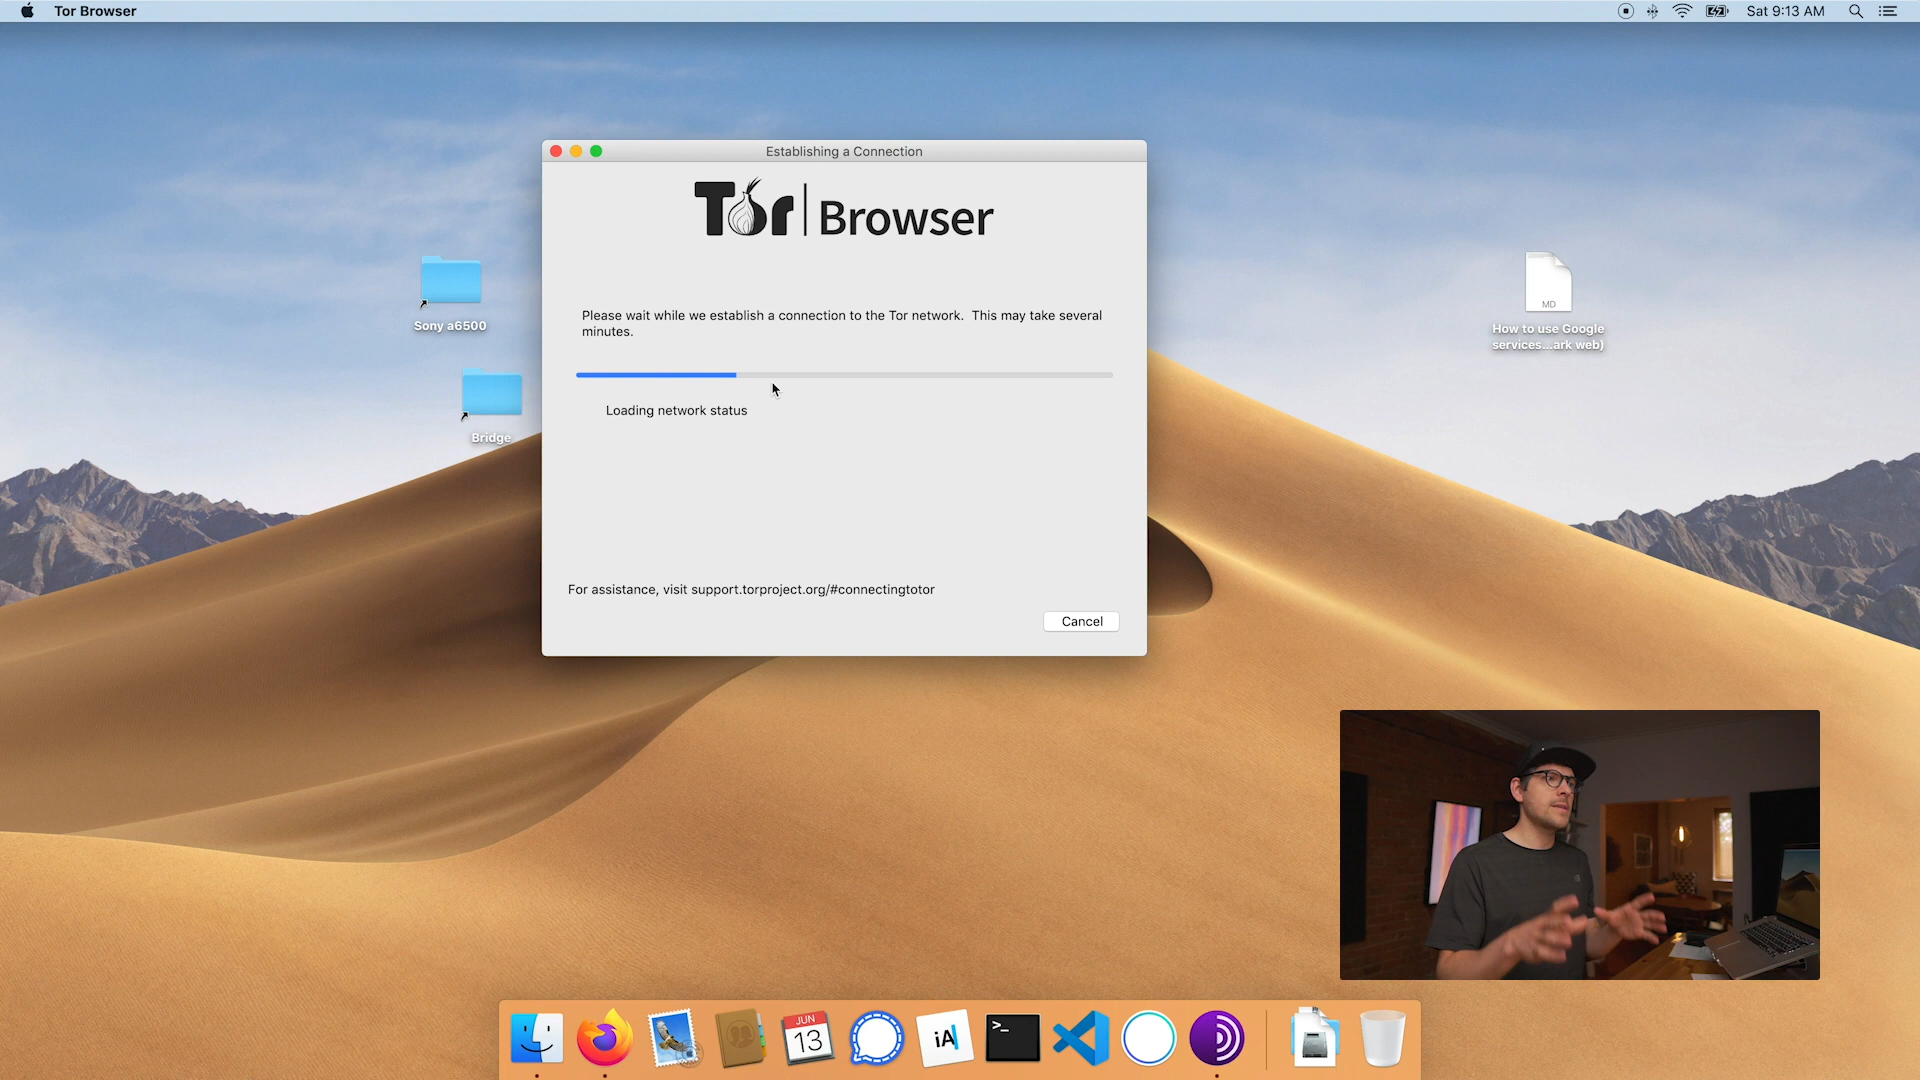 Tor Browser
Sat 9:13 AM
Establishing a Connection
Tor Browser
Please wait while we establish a connection to the Tor network. This may take several
minutes.
Loading network status
For assistance, visit support.torproject.org/#connectingtotor
Cancel
Sony a6500
Bridge
MD
How to use Google
services...ark web)
JUN
13
iA
>_